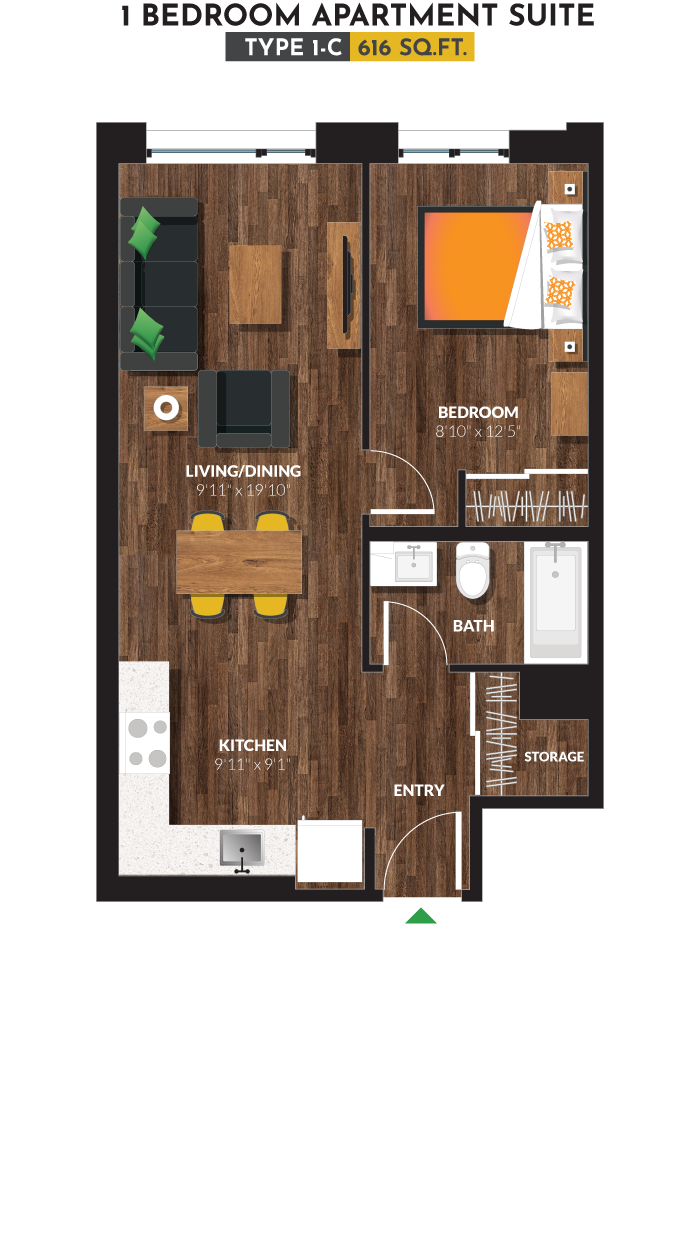 1 BEDROOM APARTMENT SUITE
TYPE 1-C 616 SQ.FT.
BEDROOM
8'10" x 12'5"
LIVING/DINING
9'11" x 19'10"
BATH
KITCHEN
9'11" x 9'1"
STORAGE
ENTRY